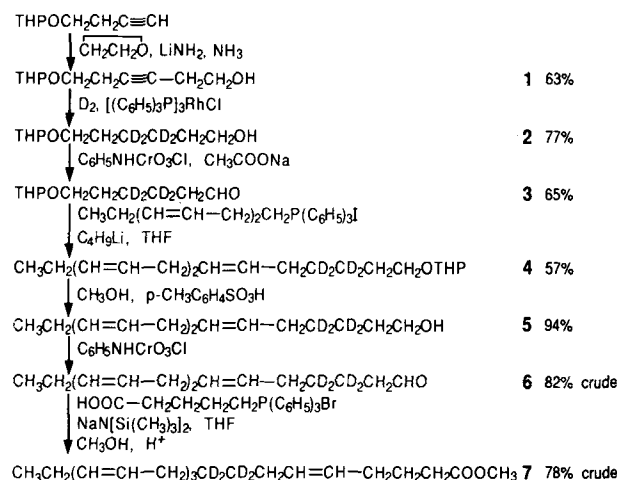 THPOCH₂CH₂C≡CH
CH₂CH₂O, LiNH₂, NH₃
THPOCH₂CH₂C≡C—CH₂CH₂OH 1 63%
D₂, [(C₆H₅)₃P]₃RhCl
THPOCH₂CH₂CD₂CD₂CH₂CH₂OH 2 77%
C₆H₅NHCrO₃Cl, CH₃COONa
THPOCH₂CH₂CD₂CD₂CH₂CHO 3 65%
CH₃CH₂(CH=CH—CH₂)₂CH₂P(C₆H₅)₃I
C₄H₉Li, THF
CH₃CH₂(CH=CH—CH₂)₂CH=CH—CH₂CD₂CD₂CH₂CH₂OTHP 4 57%
CH₃OH, p-CH₃C₆H₄SO₃H
CH₃CH₂(CH=CH—CH₂)₂CH=CH—CH₂CD₂CD₂CH₂CH₂OH 5 94%
C₆H₅NHCrO₃Cl
CH₃CH₂(CH=CH—CH₂)₂CH=CH—CH₂CD₂CD₂CH₂CHO 6 82% crude
HOOC—CH₂CH₂CH₂CH₂P(C₆H₅)₃Br
NaN[Si(CH₃)₃]₂, THF
CH₃OH, H⁺
CH₃CH₂(CH=CH—CH₂)₃CD₂CD₂CH₂CH=CH—CH₂CH₂CH₂COOCH₃ 7 78% crude